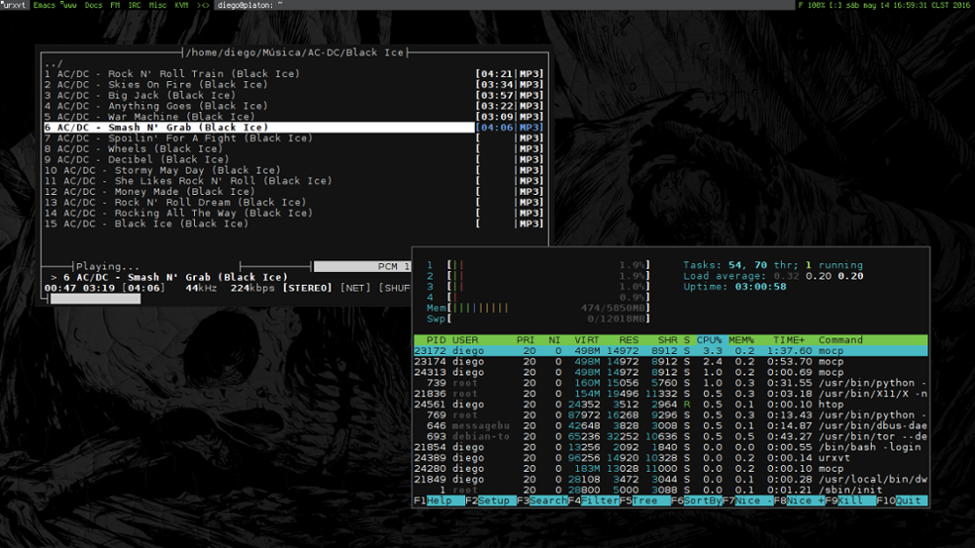 urxvt Emacs www Docs FM IRC Misc KVM ><> diego@platon: ~ F 100% [:] sáb may 14 16:59:31 CLST 2016
/home/diego/Música/AC-DC/Black Ice
../
1 AC/DC - Rock N' Roll Train (Black Ice) [04:21|MP3]
2 AC/DC - Skies On Fire (Black Ice) [03:34|MP3]
3 AC/DC - Big Jack (Black Ice) [03:57|MP3]
4 AC/DC - Anything Goes (Black Ice) [03:22|MP3]
5 AC/DC - War Machine (Black Ice) [03:09|MP3]
6 AC/DC - Smash N' Grab (Black Ice) [04:06|MP3]
7 AC/DC - Spoilin' For A Fight (Black Ice) [ |MP3]
8 AC/DC - Wheels (Black Ice) [ |MP3]
9 AC/DC - Decibel (Black Ice) [ |MP3]
10 AC/DC - Stormy May Day (Black Ice) [ |MP3]
11 AC/DC - She Likes Rock N' Roll (Black Ice) [ |MP3]
12 AC/DC - Money Made (Black Ice) [ |MP3]
13 AC/DC - Rock N' Roll Dream (Black Ice) [ |MP3]
14 AC/DC - Rocking All The Way (Black Ice) [ |MP3]
15 AC/DC - Black Ice (Black Ice) [ |MP3]
Playing... PCM 1
> 6 AC/DC - Smash N' Grab (Black Ice)
00:47 03:19 [04:06] 44kHz 224kbps [STEREO] [NET] [SHUF
1 [|| 1.0%] Tasks: 54, 70 thr; 1 running
2 [|| 1.9%] Load average: 0.32 0.20 0.20
3 [|| 1.0%] Uptime: 03:00:58
4 [| 0.9%]
Mem[|||||||||| 474/5850MB]
Swp[ 0/12018MB]
PID USER PRI NI VIRT RES SHR S CPU% MEM% TIME+ Command
23172 diego 20 0 498M 14972 8912 S 3.3 0.2 1:37.60 mocp
23174 diego 20 0 498M 14972 8912 S 2.4 0.2 0:53.70 mocp
24313 diego 20 0 498M 14972 8912 S 1.0 0.2 0:00.69 mocp
739 root 20 0 160M 15056 5760 S 1.0 0.3 0:31.55 /usr/bin/python -
21836 root 20 0 154M 19496 11332 S 0.5 0.3 0:03.18 /usr/bin/X11/X -n
24561 diego 20 0 24352 3512 2964 R 0.5 0.1 0:00.10 htop
769 root 20 0 87972 16268 9296 S 0.5 0.3 0:13.43 /usr/bin/python -
646 messagebu 20 0 42648 3828 3008 S 0.5 0.1 0:14.87 /usr/bin/dbus-dae
693 debian-to 20 0 65236 32252 10636 S 0.5 0.5 0:43.27 /usr/bin/tor --de
21854 diego 20 0 13256 2092 1840 S 0.0 0.0 0:00.00 /bin/bash -login
24389 diego 20 0 96256 14920 10328 S 0.0 0.2 0:00.14 urxvt
24280 diego 20 0 183M 13028 11000 S 0.0 0.2 0:00.10 mocp
21849 diego 20 0 28108 3472 3044 S 0.0 0.1 0:00.28 /usr/local/bin/dw
1 root 20 0 28800 5000 3088 S 0.0 0.1 0:01.21 /sbin/init
F1Help F2Setup F3Search F4Filter F5Tree F6SortBy F7Nice - F8Nice + F9Kill F10Quit